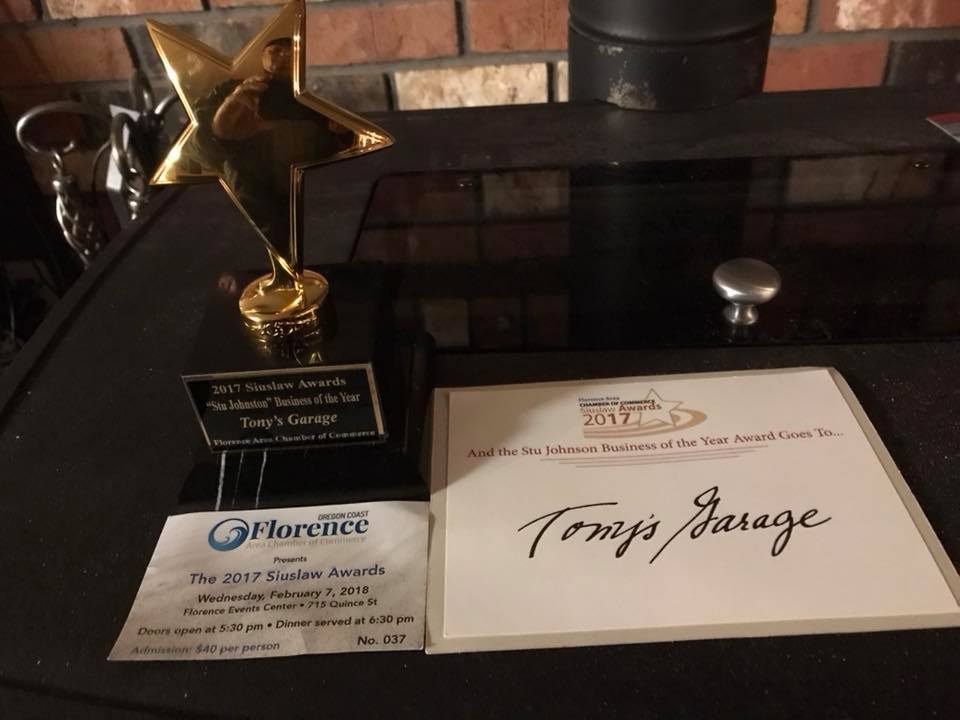 2017 Siuslaw Awards
"Stu Johnston" Business of the Year
Tony's Garage
Florence Area Chamber of Commerce
OREGON COAST
Florence
Area Chamber of Commerce
Presents
The 2017 Siuslaw Awards
Wednesday, February 7, 2018
Florence Events Center • 715 Quince St
Doors open at 5:30 pm • Dinner served at 6:30 pm
Admission: $40 per person
No. 037
Florence Area
CHAMBER OF COMMERCE
Siuslaw Awards
2017
And the Stu Johnson Business of the Year Award Goes To...
Tony's Garage